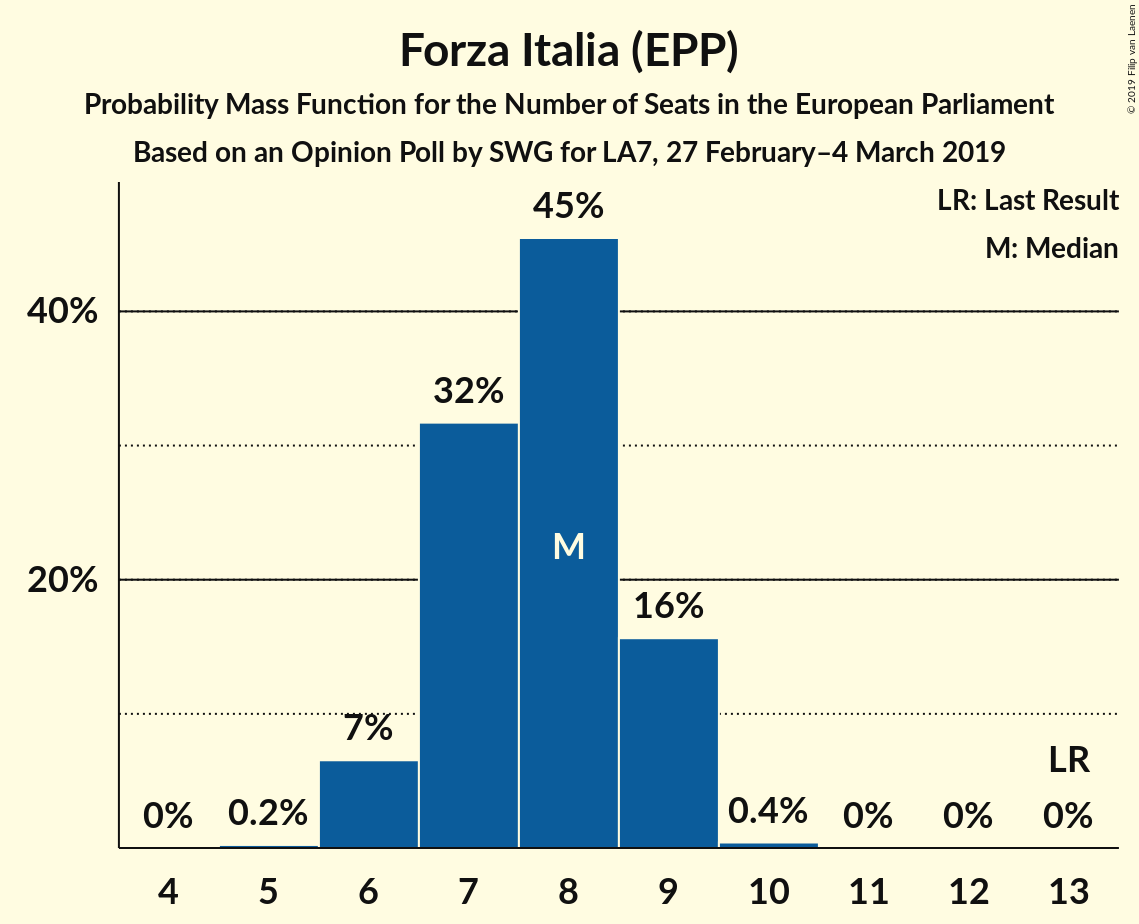 Forza Italia (EPP)
Probability Mass Function for the Number of Seats in the European Parliament
Based on an Opinion Poll by SWG for LA7, 27 February–4 March 2019
© 2019 Filip van Laenen
LR: Last Result
M: Median
45%
40%
32%
M
20%
16%
7%
LR
0% 0.2% 0.4% 0% 0% 0%
4 5 6 7 8 9 10 11 12 13